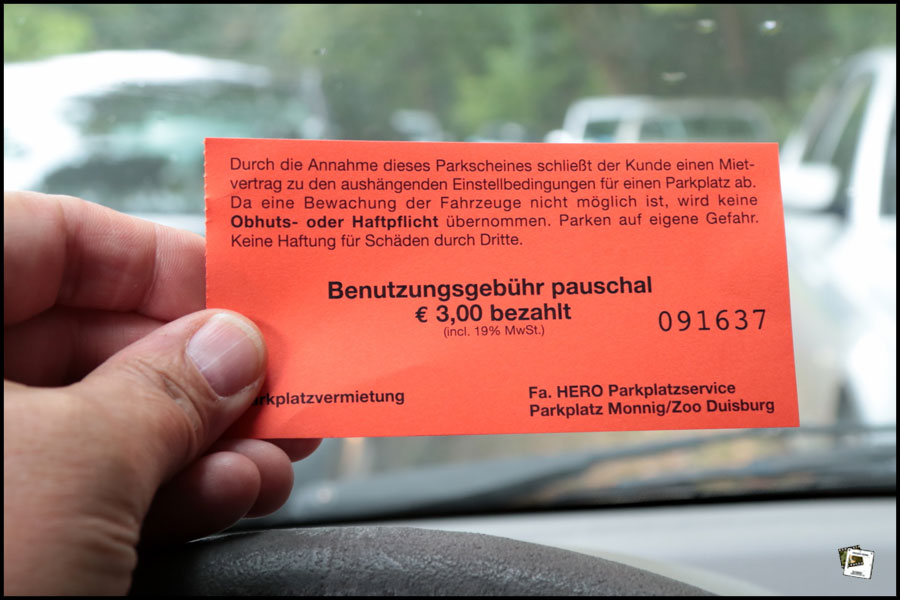 Durch die Annahme dieses Parkscheines schließt der Kunde einen Miet-
vertrag zu den aushängenden Einstellbedingungen für einen Parkplatz ab.
Da eine Bewachung der Fahrzeuge nicht möglich ist, wird keine
Obhuts- oder Haftpflicht übernommen. Parken auf eigene Gefahr.
Keine Haftung für Schäden durch Dritte.
Benutzungsgebühr pauschal
€ 3,00 bezahlt
(incl. 19% MwSt.)
091637
arkplatzvermietung
Fa. HERO Parkplatzservice
Parkplatz Monnig/Zoo Duisburg